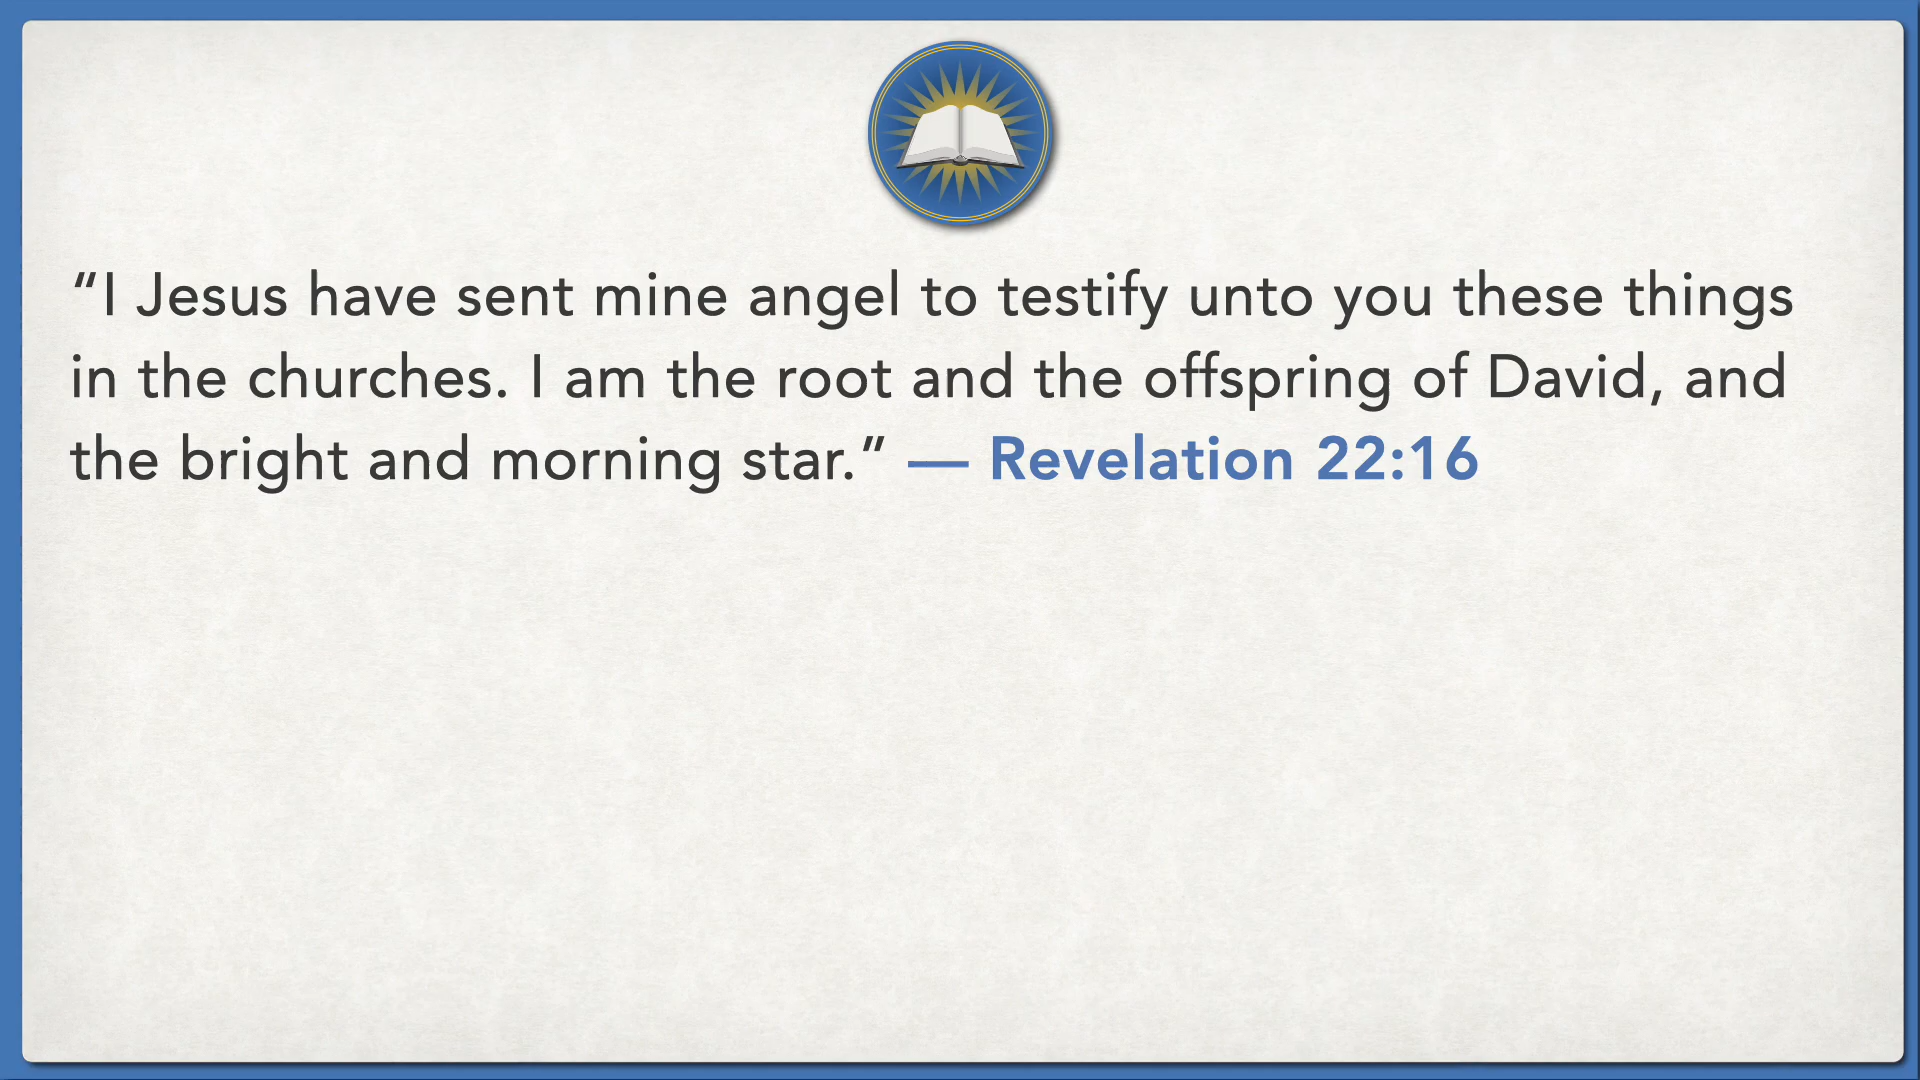 “I Jesus have sent mine angel to testify unto you these things
in the churches. I am the root and the offspring of David, and
the bright and morning star.” — Revelation 22:16